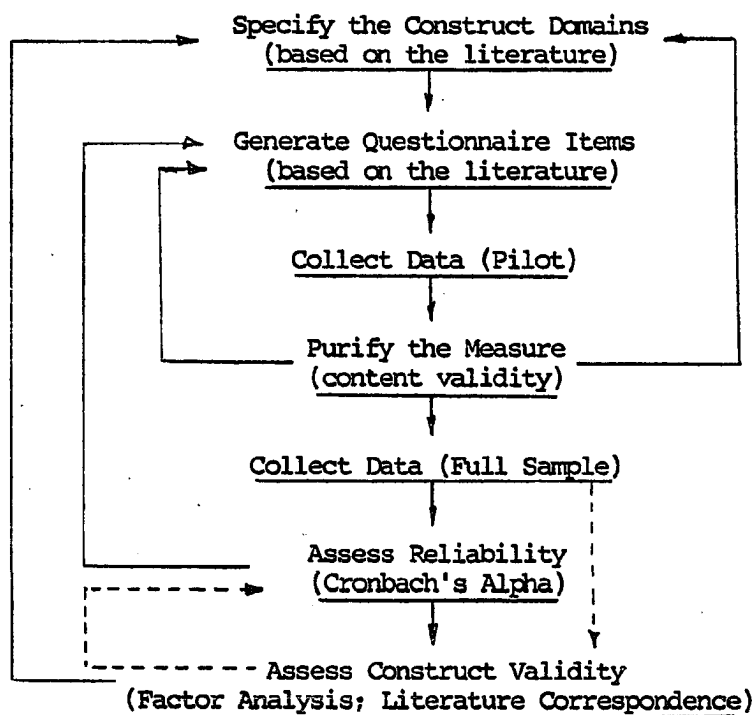 Specify the Construct Domains
(based on the literature)
Generate Questionnaire Items
(based on the literature)
Collect Data (Pilot)
Purify the Measure
(content validity)
Collect Data (Full Sample)
Assess Reliability
(Cronbach's Alpha)
Assess Construct Validity
(Factor Analysis; Literature Correspondence)